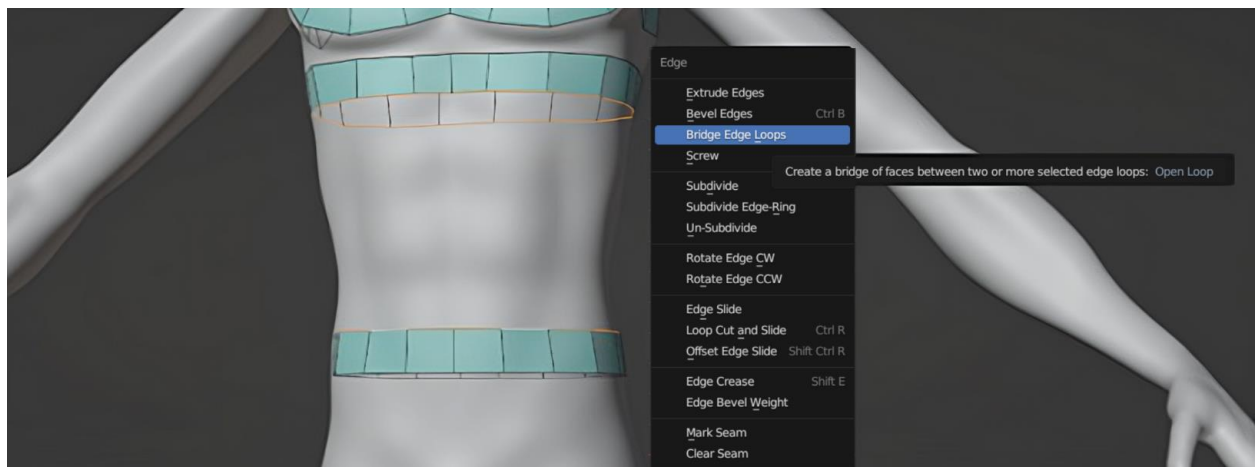 Edge
Extrude Edges
Bevel Edges Ctrl B
Bridge Edge Loops
Screw
Create a bridge of faces between two or more selected edge loops: Open Loop
Subdivide
Subdivide Edge-Ring
Un-Subdivide
Rotate Edge CW
Rotate Edge CCW
Edge Slide
Loop Cut and Slide Ctrl R
Offset Edge Slide Shift Ctrl R
Edge Crease Shift E
Edge Bevel Weight
Mark Seam
Clear Seam